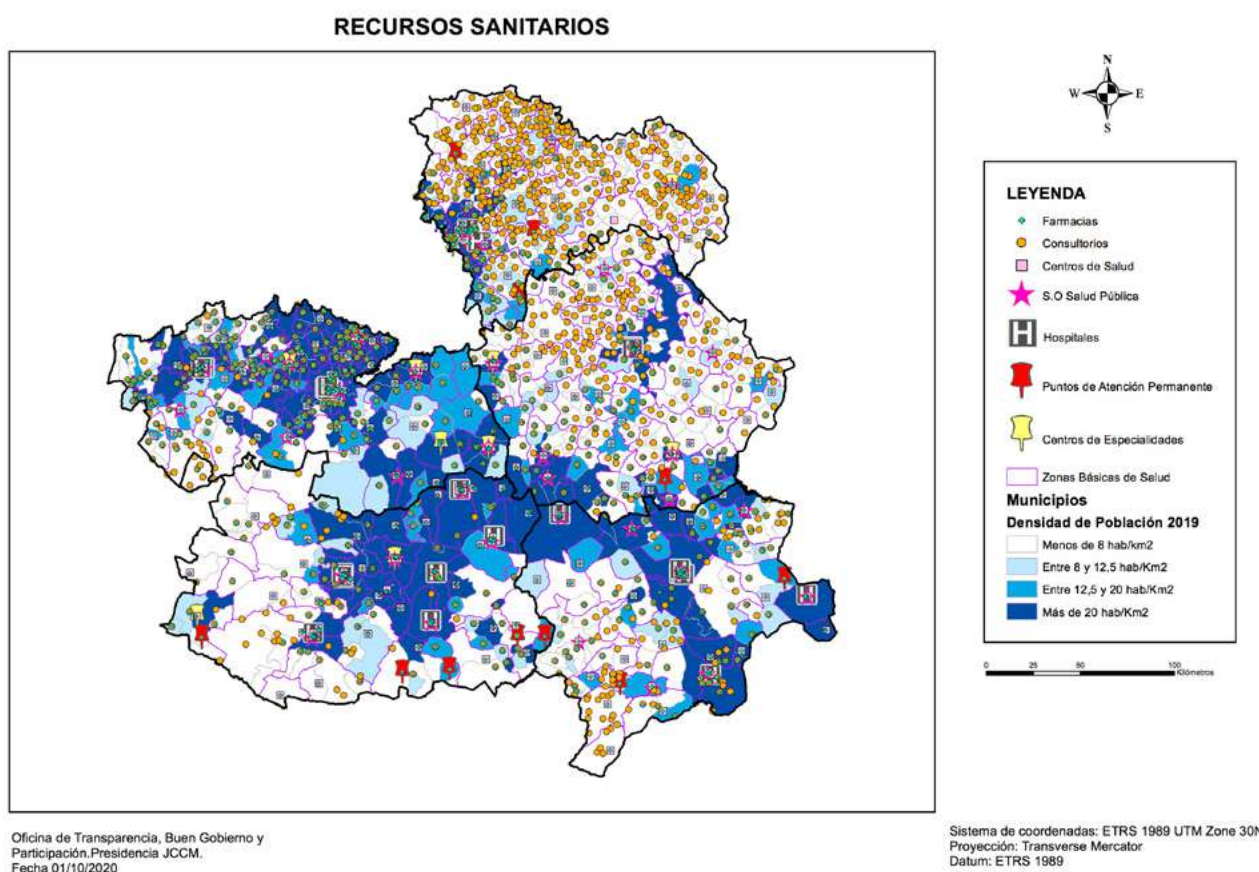 RECURSOS SANITARIOS
N
W E
S
LEYENDA
Farmacias
Consultorios
Centros de Salud
S.O Salud Pública
H Hospitales
Puntos de Atención Permanente
Centros de Especialidades
Zonas Básicas de Salud
Municipios
Densidad de Población 2019
Menos de 8 hab/km2
Entre 8 y 12,5 hab/Km2
Entre 12,5 y 20 hab/Km2
Más de 20 hab/Km2
0 25 50 100
Kilómetros
Oficina de Transparencia, Buen Gobierno y
Participación.Presidencia JCCM.
Fecha 01/10/2020
Sistema de coordenadas: ETRS 1989 UTM Zone 30N
Proyección: Transverse Mercator
Datum: ETRS 1989